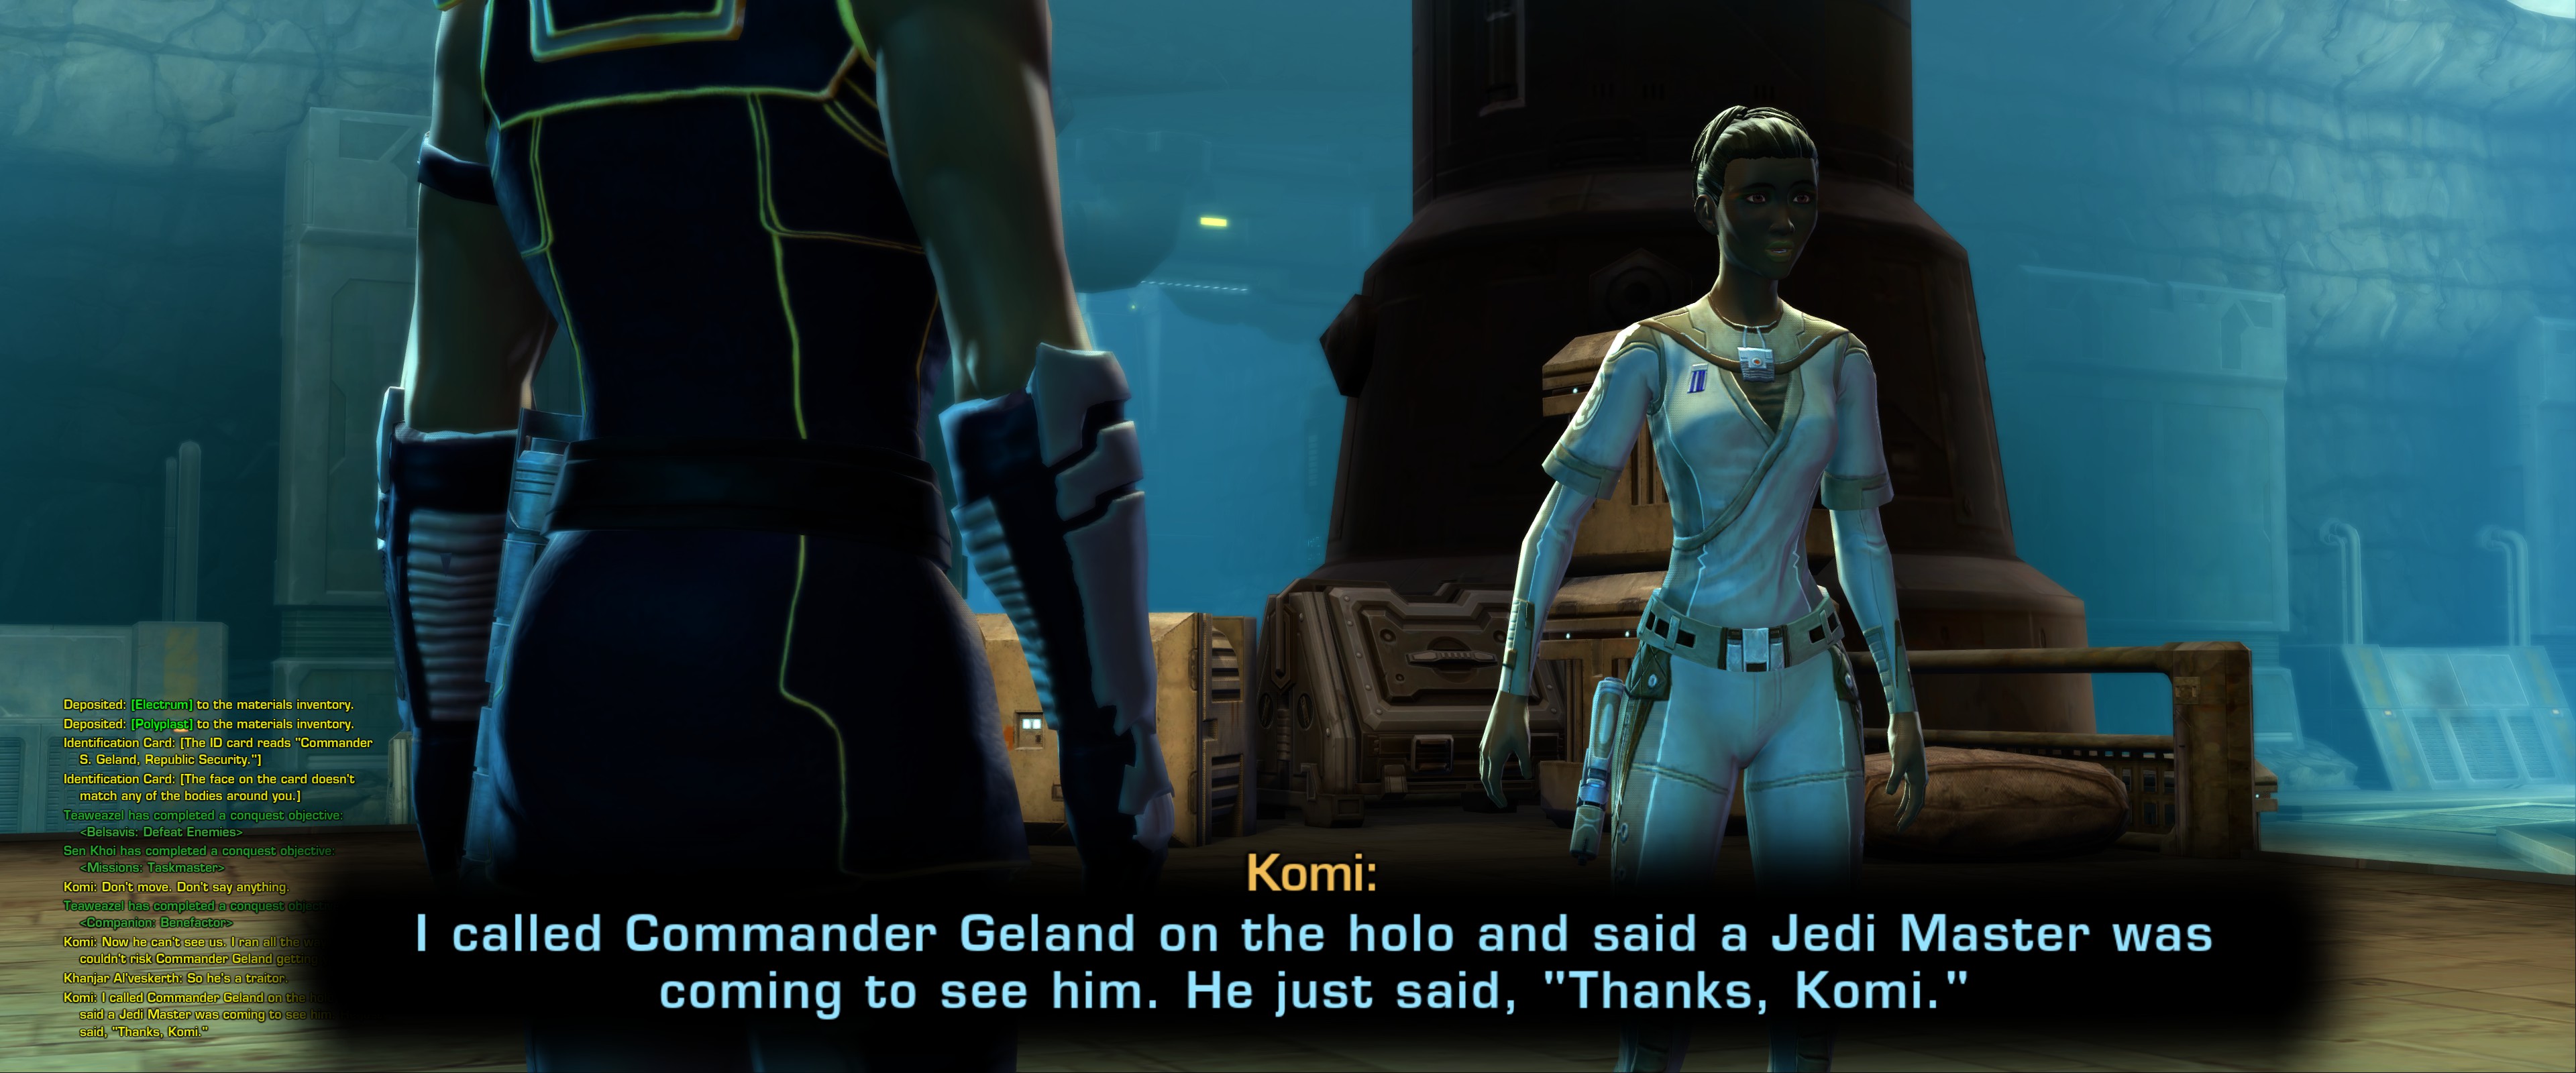 Deposited: [Electrum] to the materials inventory.
Deposited: [Polyplast] to the materials inventory.
Identification Card: [The ID card reads "Commander
S. Geland, Republic Security."]
Identification Card: [The face on the card doesn't
match any of the bodies around you.]
Teaweazel has completed a conquest objective:
<Belsavis: Defeat Enemies>
Sen Khoi has completed a conquest objective:
<Missions: Taskmaster>
Komi: Don't move. Don't say anything.
Teaweazel has completed a conquest
<Companion: Benefactor>
Komi: Now he can't see us. I ran all the
couldn't risk Commander Geland getting
Khanjar Al'veskerth: So he's a traitor.
Komi: I called Commander Geland on the
said a Jedi Master was coming to see him
said, "Thanks, Komi."
Komi:
I called Commander Geland on the holo and said a Jedi Master was
coming to see him. He just said, "Thanks, Komi."